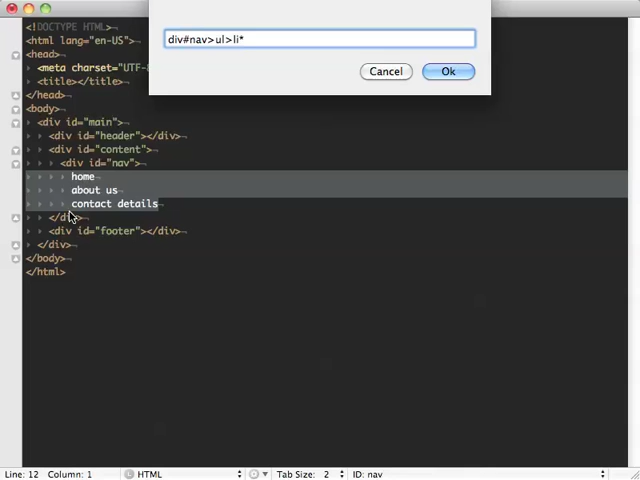 div#nav>ul>li*
Cancel Ok
<!DOCTYPE HTML>
<html lang="en-US">
<head>
<meta charset="UTF-8
<title></title>
</head>
<body>
<div id="main">
<div id="header"></div>
<div id="content">
<div id="nav">
home
about us
contact details
</div>
<div id="footer"></div>
</div>
</body>
</html>
Line: 12 Column: 1 HTML Tab Size: 2 ID: nav